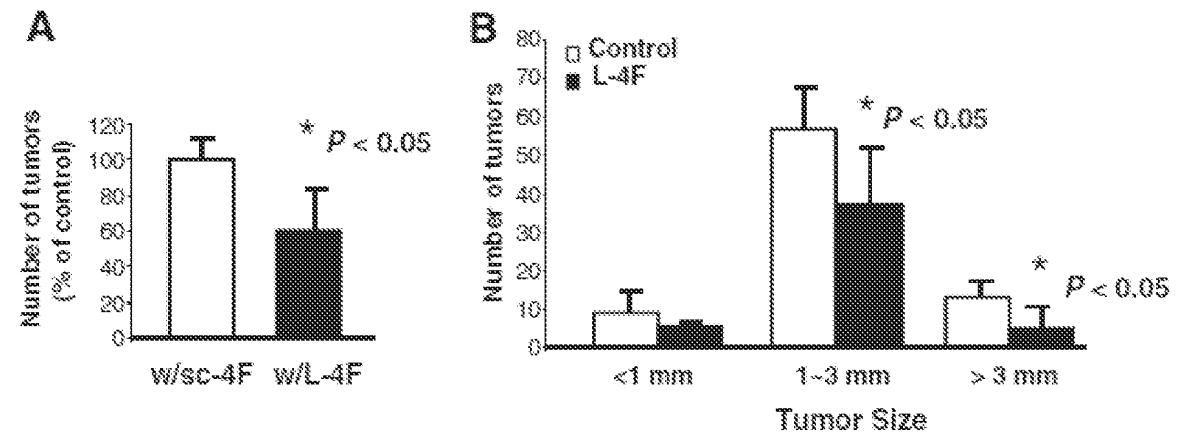 A
Number of tumors
(% of control)
120
100
80
60
40
20
0
* P < 0.05
w/sc-4F w/L-4F
B
Number of tumors
80
70
60
50
40
30
20
10
0
Control
L-4F
* P < 0.05
* P < 0.05
<1 mm 1~3 mm > 3 mm
Tumor Size